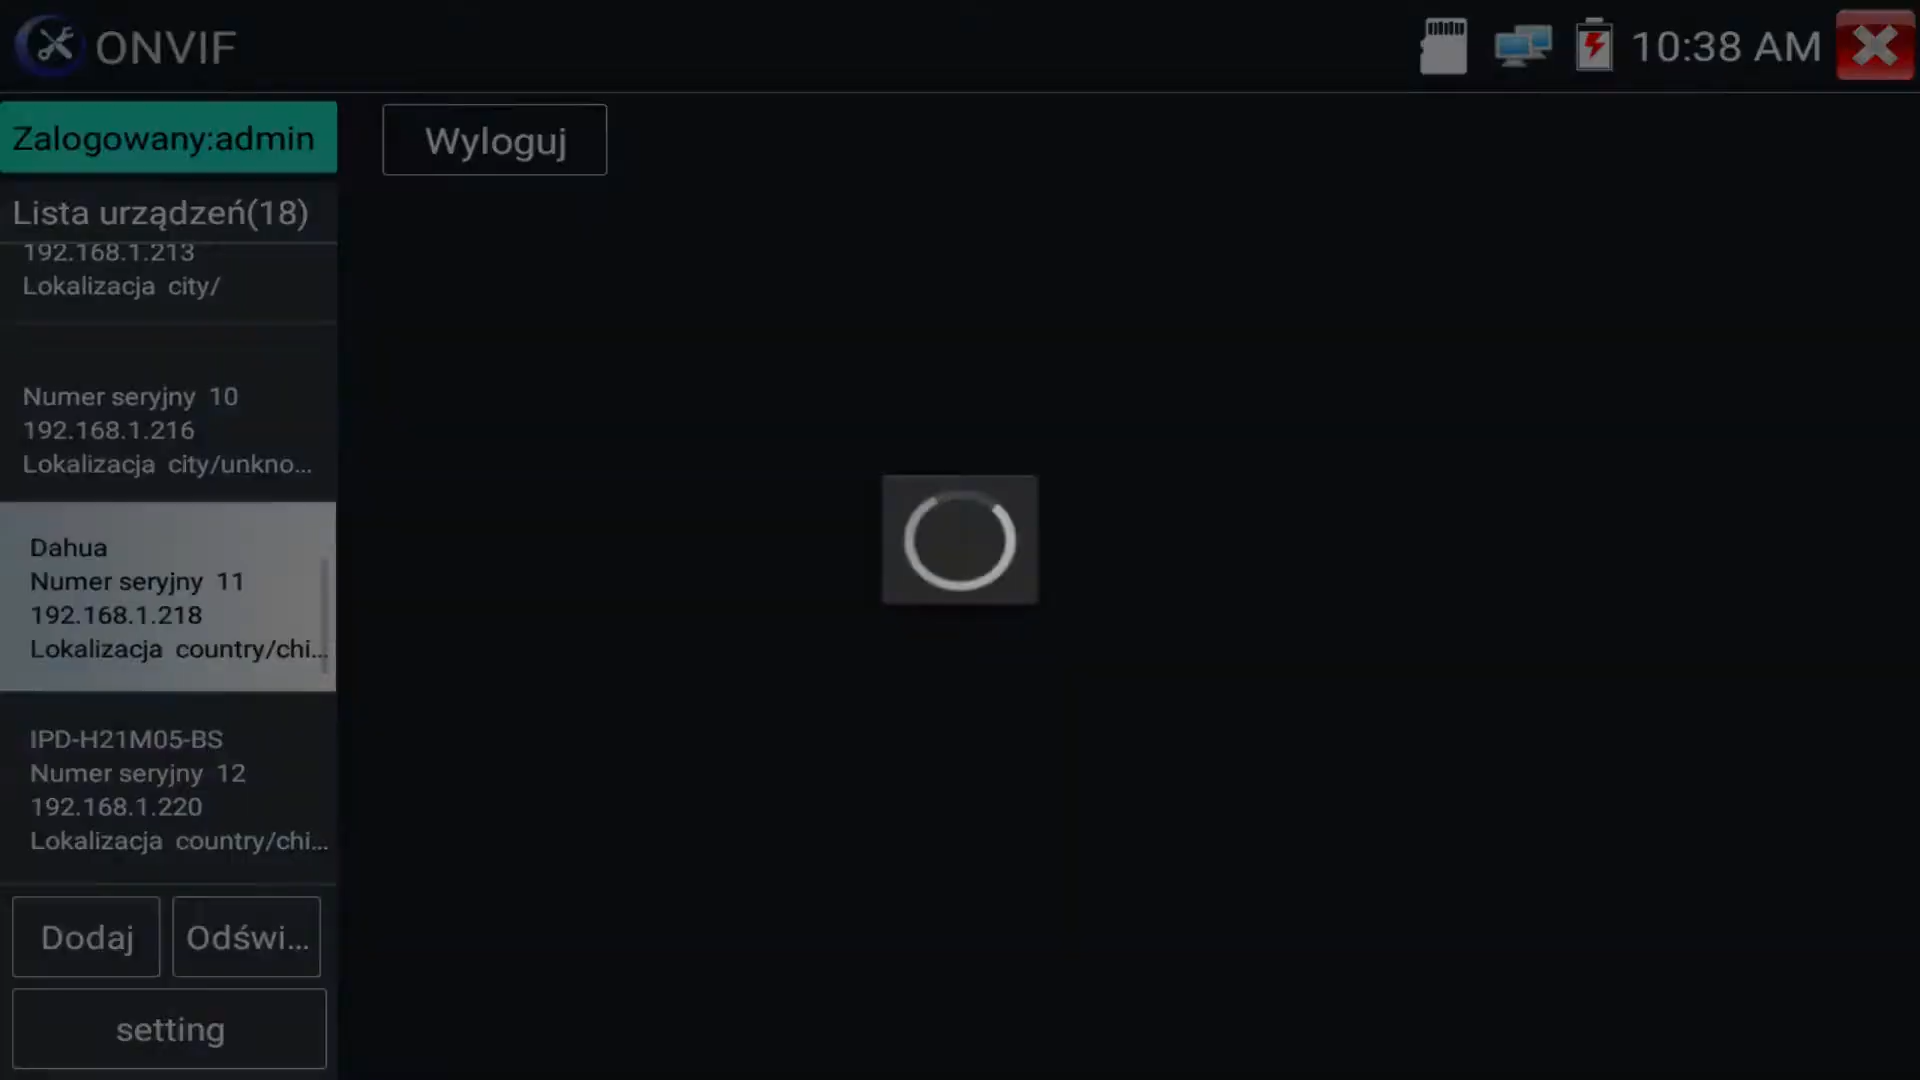 ONVIF
10:38 AM
Zalogowany:admin
Wyloguj
Lista urządzeń(18)
192.168.1.213
Lokalizacja city/
Numer seryjny 10
192.168.1.216
Lokalizacja city/unkno...
Dahua
Numer seryjny 11
192.168.1.218
Lokalizacja country/chi...
IPD-H21M05-BS
Numer seryjny 12
192.168.1.220
Lokalizacja country/chi...
Dodaj
Odświ...
setting